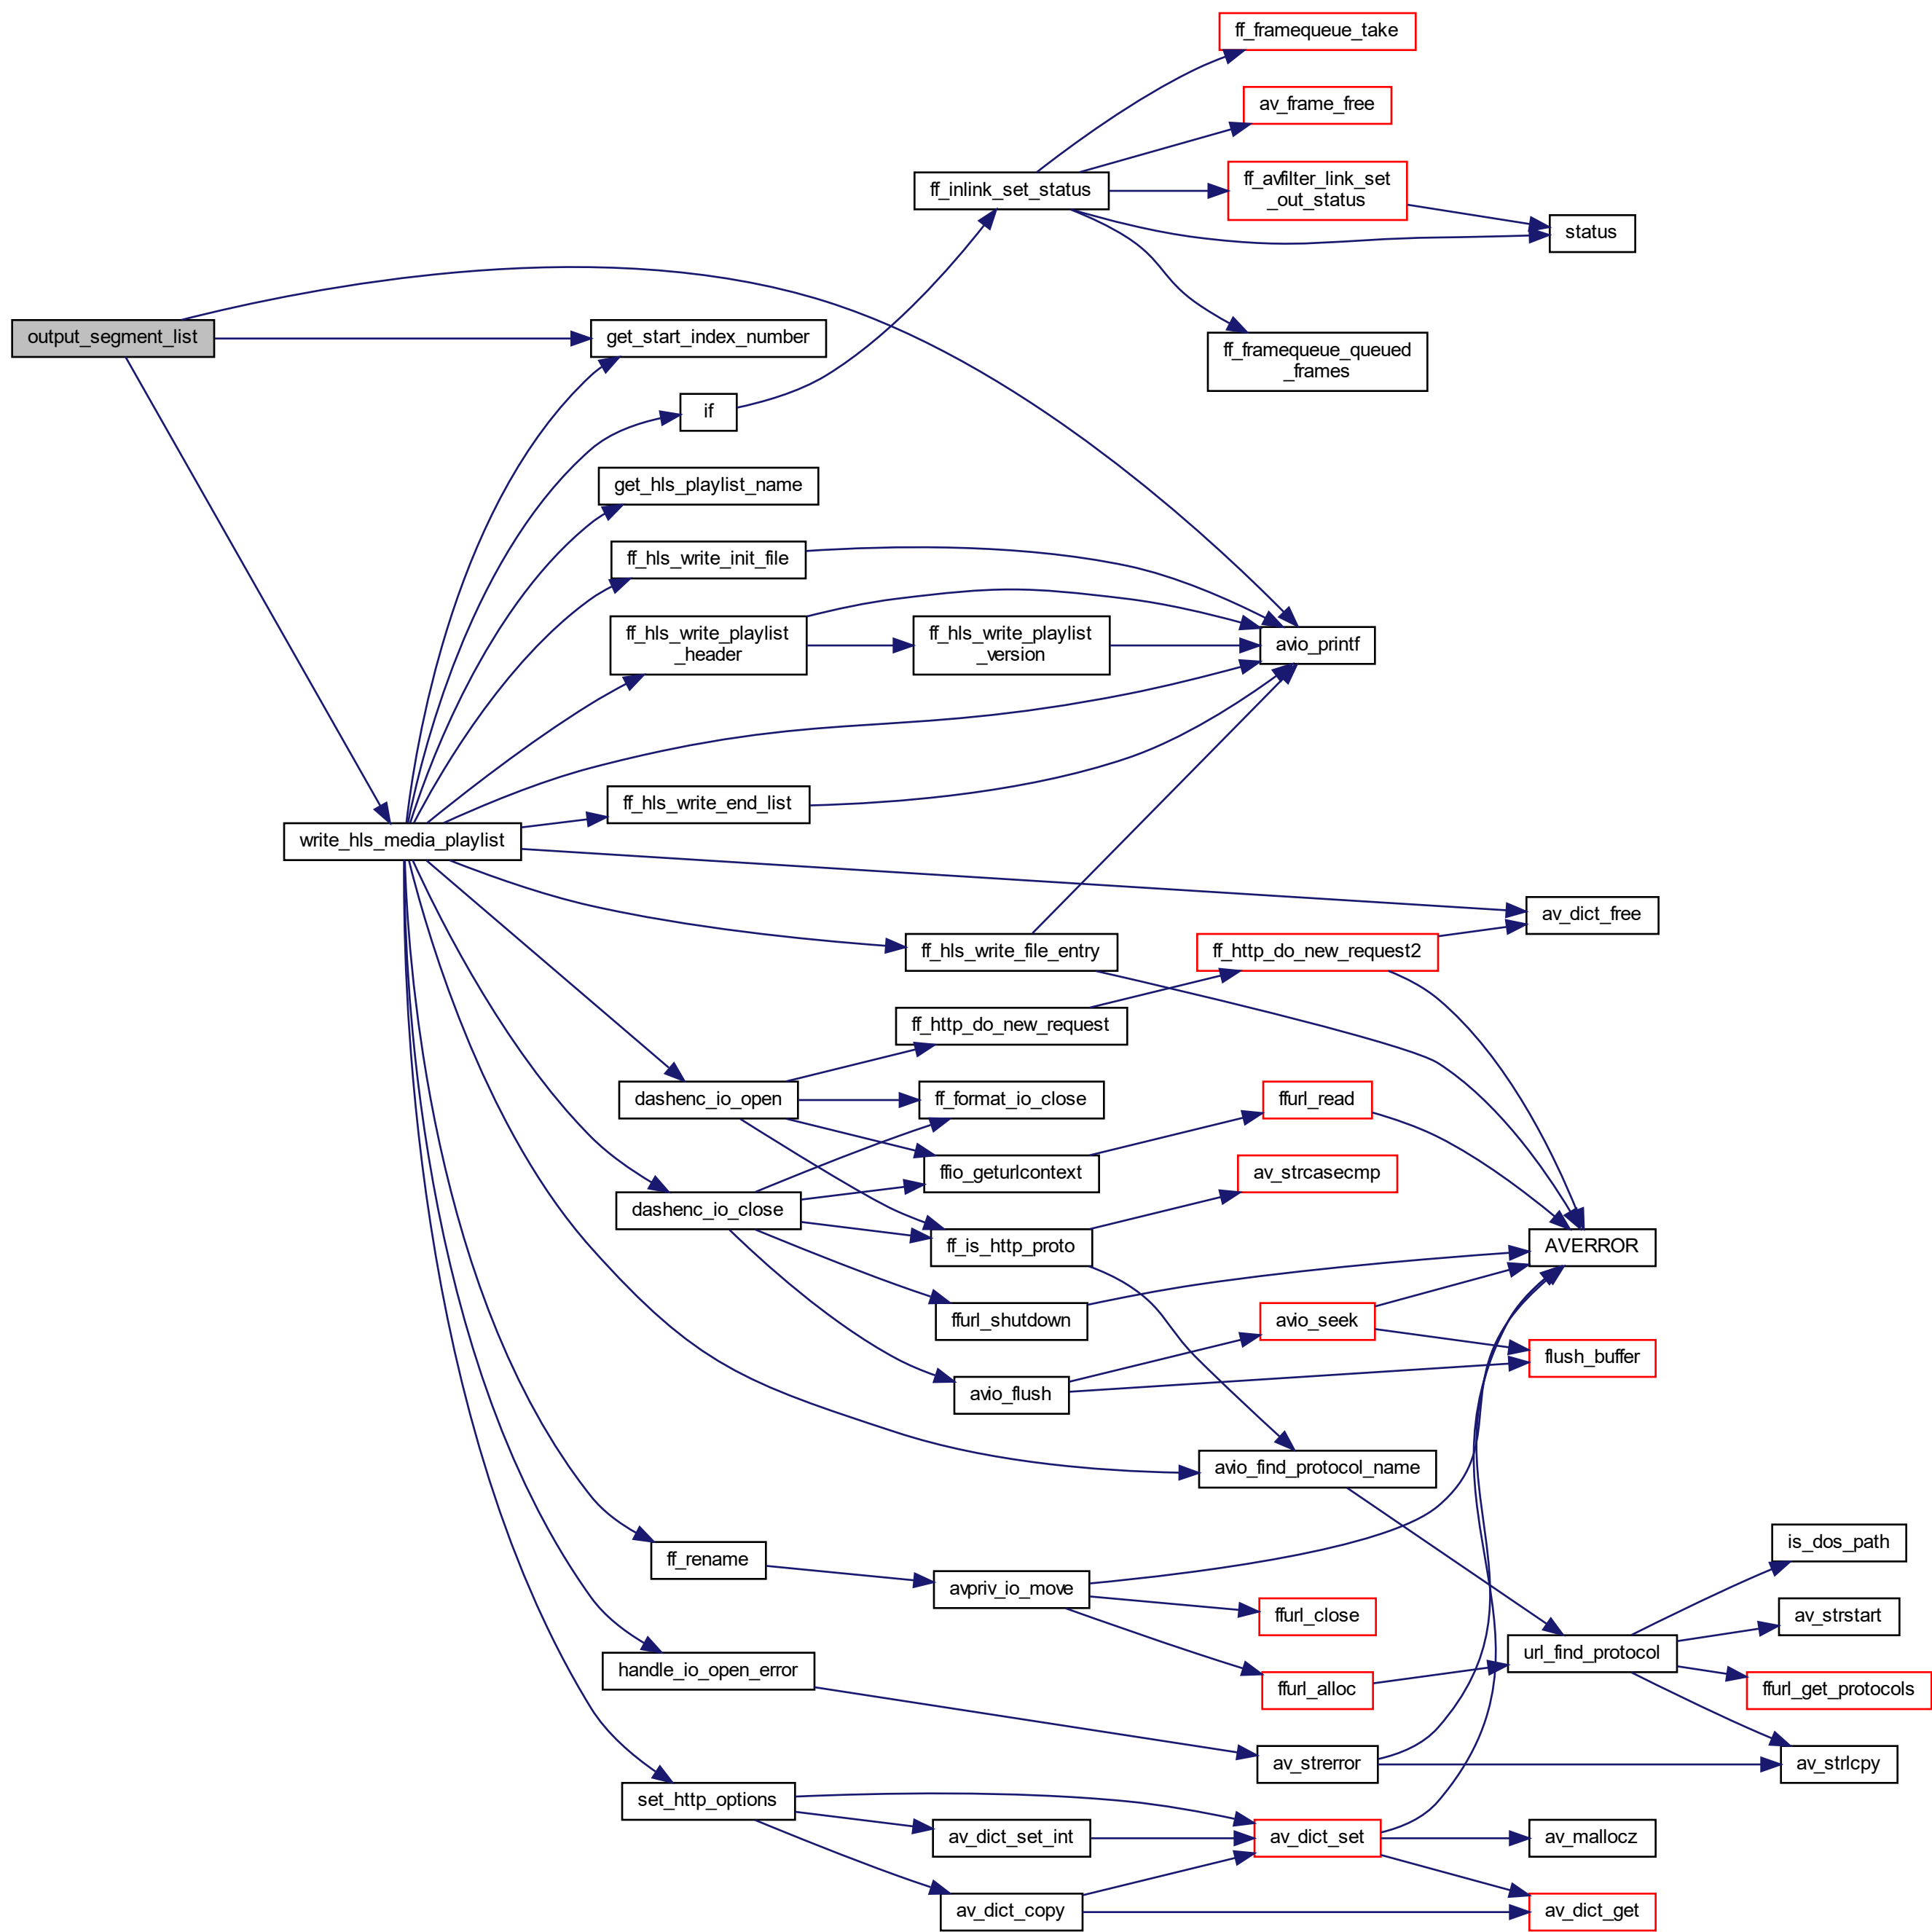 ff_framequeue_take
av_frame_free
ff_inlink_set_status
ff_avfilter_link_set
_out_status
status
output_segment_list
get_start_index_number
ff_framequeue_queued
_frames
if
get_hls_playlist_name
ff_hls_write_init_file
ff_hls_write_playlist
_header
ff_hls_write_playlist
_version
avio_printf
ff_hls_write_end_list
write_hls_media_playlist
av_dict_free
ff_hls_write_file_entry
ff_http_do_new_request2
ff_http_do_new_request
dashenc_io_open
ff_format_io_close
ffurl_read
ffio_geturlcontext
av_strcasecmp
dashenc_io_close
ff_is_http_proto
AVERROR
ffurl_shutdown
avio_seek
flush_buffer
avio_flush
avio_find_protocol_name
is_dos_path
ff_rename
avpriv_io_move
ffurl_close
av_strstart
url_find_protocol
handle_io_open_error
ffurl_alloc
ffurl_get_protocols
av_strerror
av_strlcpy
set_http_options
av_dict_set_int
av_dict_set
av_mallocz
av_dict_copy
av_dict_get